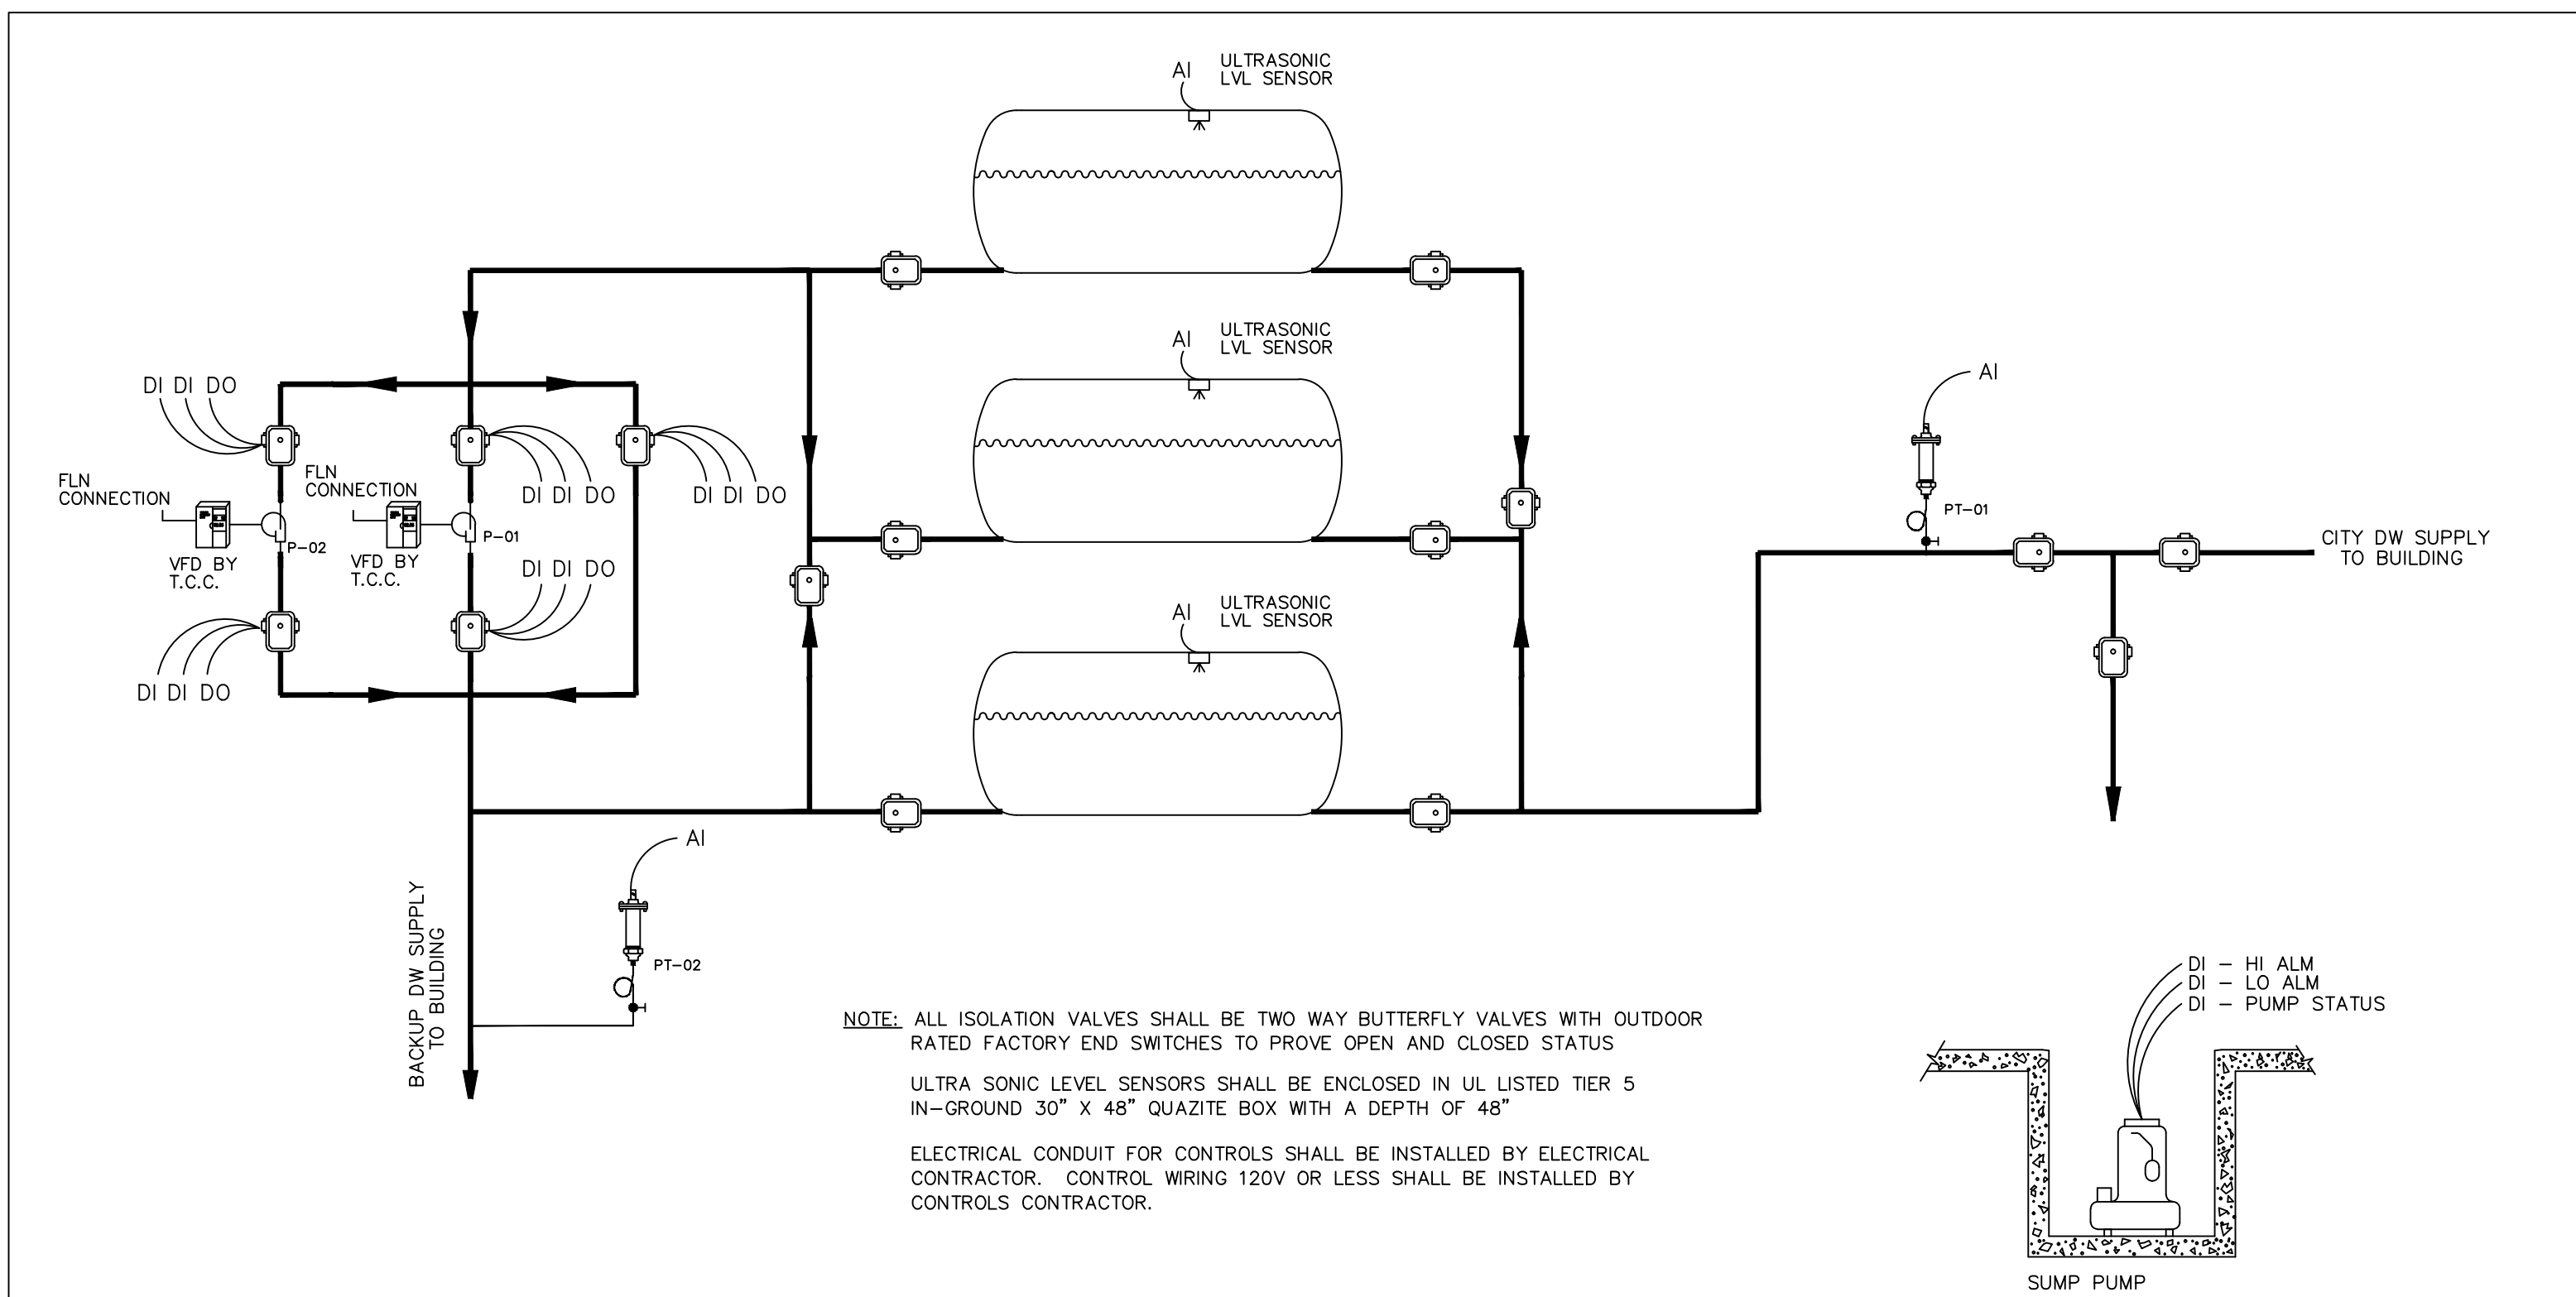 AI
ULTRASONIC
LVL SENSOR
AI
ULTRASONIC
LVL SENSOR
AI
DI DI DO
FLN
CONNECTION
FLN
CONNECTION
DI DI DO
DI DI DO
PT-01
P-02
P-01
VFD BY
T.C.C.
VFD BY
T.C.C.
DI DI DO
CITY DW SUPPLY
TO BUILDING
AI
ULTRASONIC
LVL SENSOR
DI DI DO
AI
BACKUP DW SUPPLY
TO BUILDING
PT-02
NOTE: ALL ISOLATION VALVES SHALL BE TWO WAY BUTTERFLY VALVES WITH OUTDOOR
RATED FACTORY END SWITCHES TO PROVE OPEN AND CLOSED STATUS
ULTRA SONIC LEVEL SENSORS SHALL BE ENCLOSED IN UL LISTED TIER 5
IN-GROUND 30" X 48" QUAZITE BOX WITH A DEPTH OF 48"
ELECTRICAL CONDUIT FOR CONTROLS SHALL BE INSTALLED BY ELECTRICAL
CONTRACTOR. CONTROL WIRING 120V OR LESS SHALL BE INSTALLED BY
CONTROLS CONTRACTOR.
DI - HI ALM
DI - LO ALM
DI - PUMP STATUS
SUMP PUMP